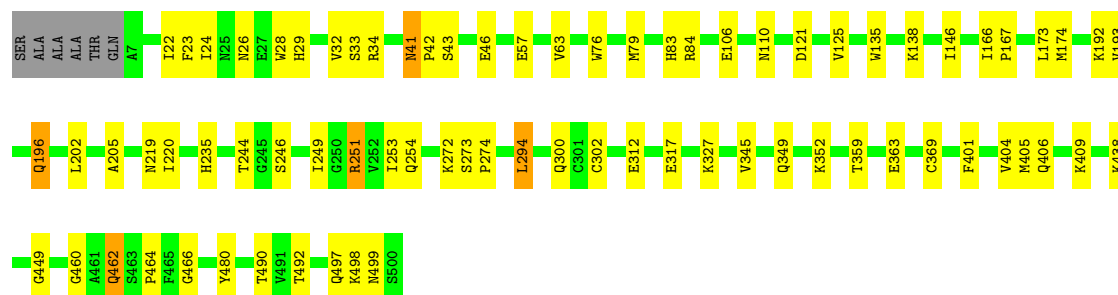 SER ALA ALA ALA THR GLN A7 I22 F23 I24 N25 N26 E27 W28 H29 V32 S33 R34 N41 P42 S43 E46 E57 V63 W76 M79 H83 R84 E106 N110 D121 V125 W135 K138 I146 I166 P167 L173 M174 K192 V193
Q196 L202 A205 N219 I220 H235 T244 G245 S246 I249 G250 R251 V252 I253 Q254 K272 S273 P274 L294 Q300 C301 C302 E312 E317 K327 V345 Q349 K352 T359 E363 C369 F401 V404 M405 Q406 K409 K438
G449 G460 A461 Q462 S463 P464 F465 G466 Y480 T490 V491 T492 Q497 K498 N499 S500